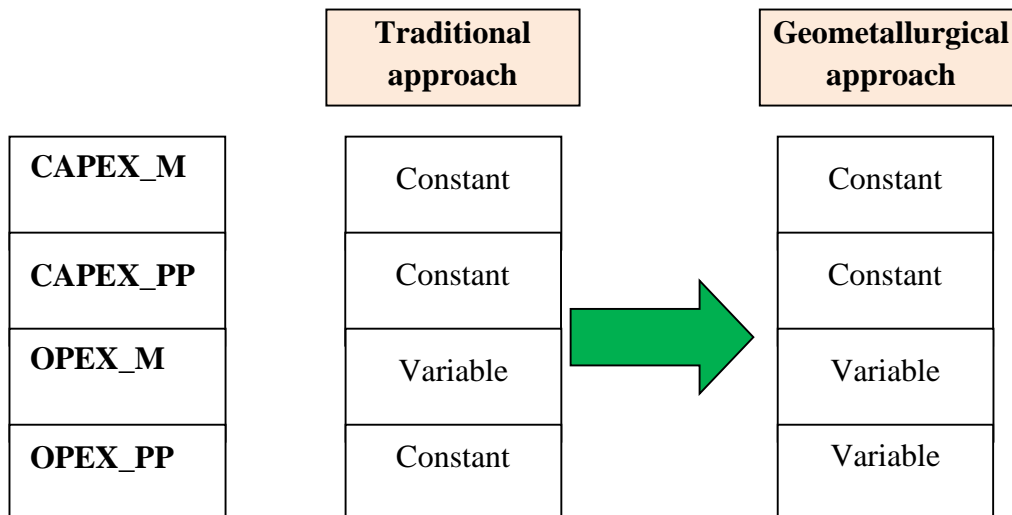 Traditional
approach
Geometallurgical
approach
CAPEX_M
Constant
Constant
CAPEX_PP
Constant
Constant
OPEX_M
Variable
Variable
OPEX_PP
Constant
Variable